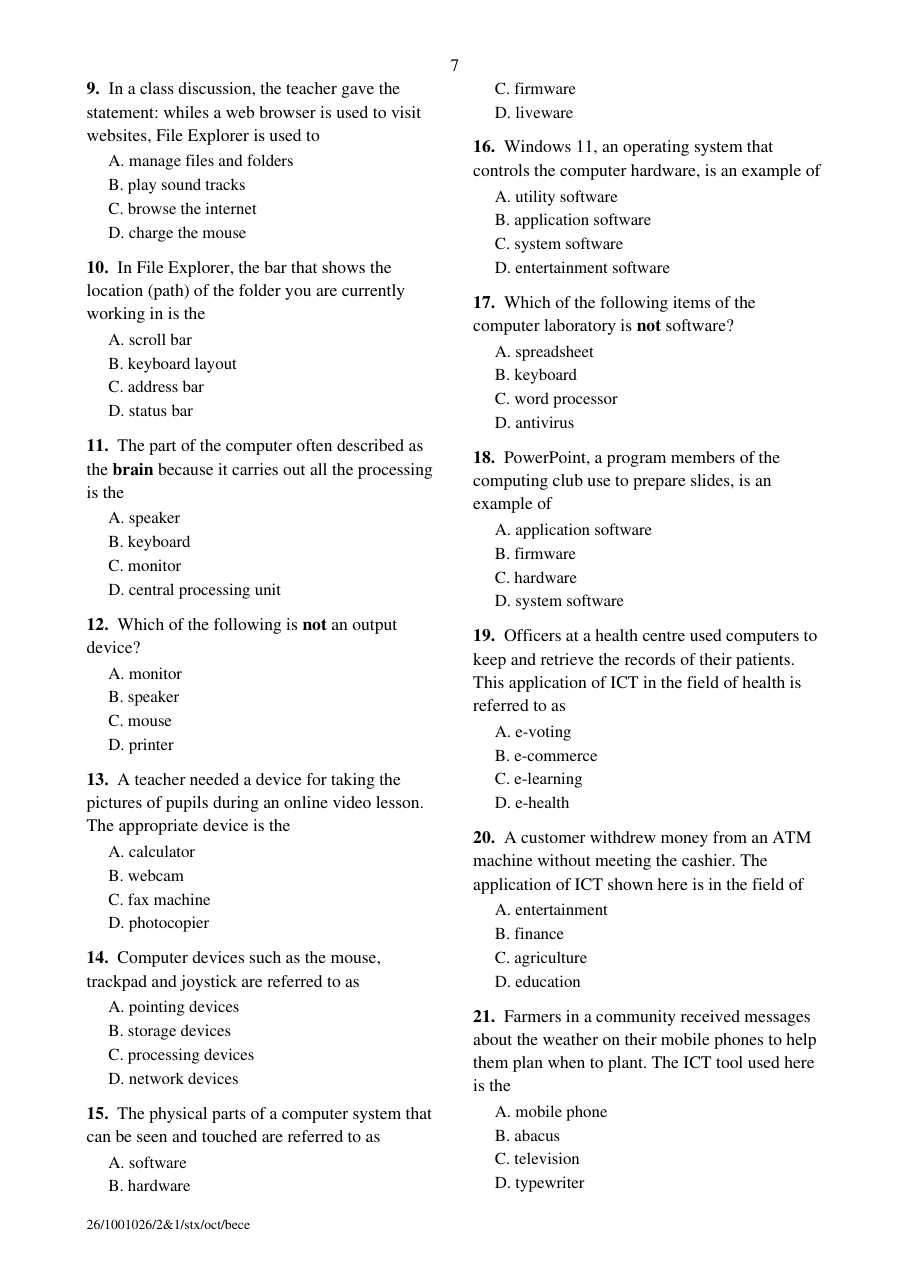 7
9. In a class discussion, the teacher gave the
statement: whiles a web browser is used to visit
websites, File Explorer is used to
A. manage files and folders
B. play sound tracks
C. browse the internet
D. charge the mouse
10. In File Explorer, the bar that shows the
location (path) of the folder you are currently
working in is the
A. scroll bar
B. keyboard layout
C. address bar
D. status bar
11. The part of the computer often described as
the brain because it carries out all the processing
is the
A. speaker
B. keyboard
C. monitor
D. central processing unit
12. Which of the following is not an output
device?
A. monitor
B. speaker
C. mouse
D. printer
13. A teacher needed a device for taking the
pictures of pupils during an online video lesson.
The appropriate device is the
A. calculator
B. webcam
C. fax machine
D. photocopier
14. Computer devices such as the mouse,
trackpad and joystick are referred to as
A. pointing devices
B. storage devices
C. processing devices
D. network devices
15. The physical parts of a computer system that
can be seen and touched are referred to as
A. software
B. hardware
C. firmware
D. liveware
16. Windows 11, an operating system that
controls the computer hardware, is an example of
A. utility software
B. application software
C. system software
D. entertainment software
17. Which of the following items of the
computer laboratory is not software?
A. spreadsheet
B. keyboard
C. word processor
D. antivirus
18. PowerPoint, a program members of the
computing club use to prepare slides, is an
example of
A. application software
B. firmware
C. hardware
D. system software
19. Officers at a health centre used computers to
keep and retrieve the records of their patients.
This application of ICT in the field of health is
referred to as
A. e-voting
B. e-commerce
C. e-learning
D. e-health
20. A customer withdrew money from an ATM
machine without meeting the cashier. The
application of ICT shown here is in the field of
A. entertainment
B. finance
C. agriculture
D. education
21. Farmers in a community received messages
about the weather on their mobile phones to help
them plan when to plant. The ICT tool used here
is the
A. mobile phone
B. abacus
C. television
D. typewriter
26/1001026/2&1/stx/oct/bece